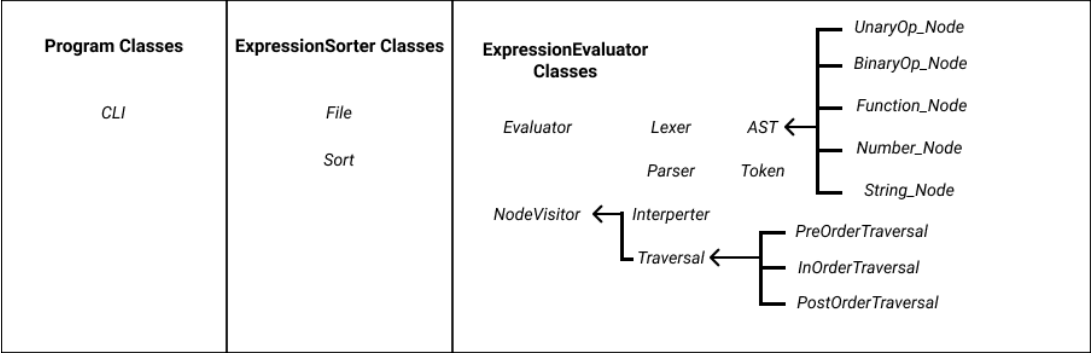 Program Classes
CLI
ExpressionSorter Classes
File
Sort
ExpressionEvaluator
Classes
Evaluator
Lexer
AST
Parser
Token
NodeVisitor
Interperter
Traversal
UnaryOp_Node
BinaryOp_Node
Function_Node
Number_Node
String_Node
PreOrderTraversal
InOrderTraversal
PostOrderTraversal